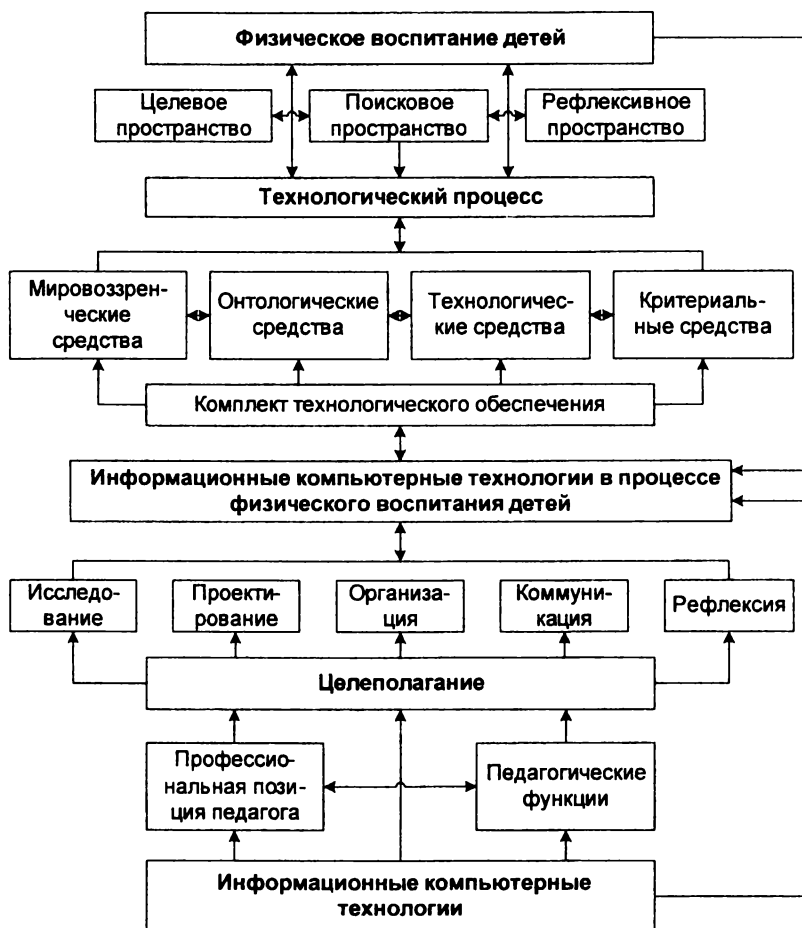 Физическое воспитание детей
Целевое
пространство
Поисковое
пространство
Рефлексивное
пространство
Технологический процесс
Мировоззрен-
ческие
средства
Онтологические
средства
Технологичес-
кие средства
Критериаль-
ные средства
Комплект технологического обеспечения
Информационные компьютерные технологии в процессе
физического воспитания детей
Исследо-
вание
Проекти-
рование
Организа-
ция
Коммуни-
кация
Рефлексия
Целеполагание
Профессио-
нальная пози-
ция педагога
Педагогические
функции
Информационные компьютерные
технологии